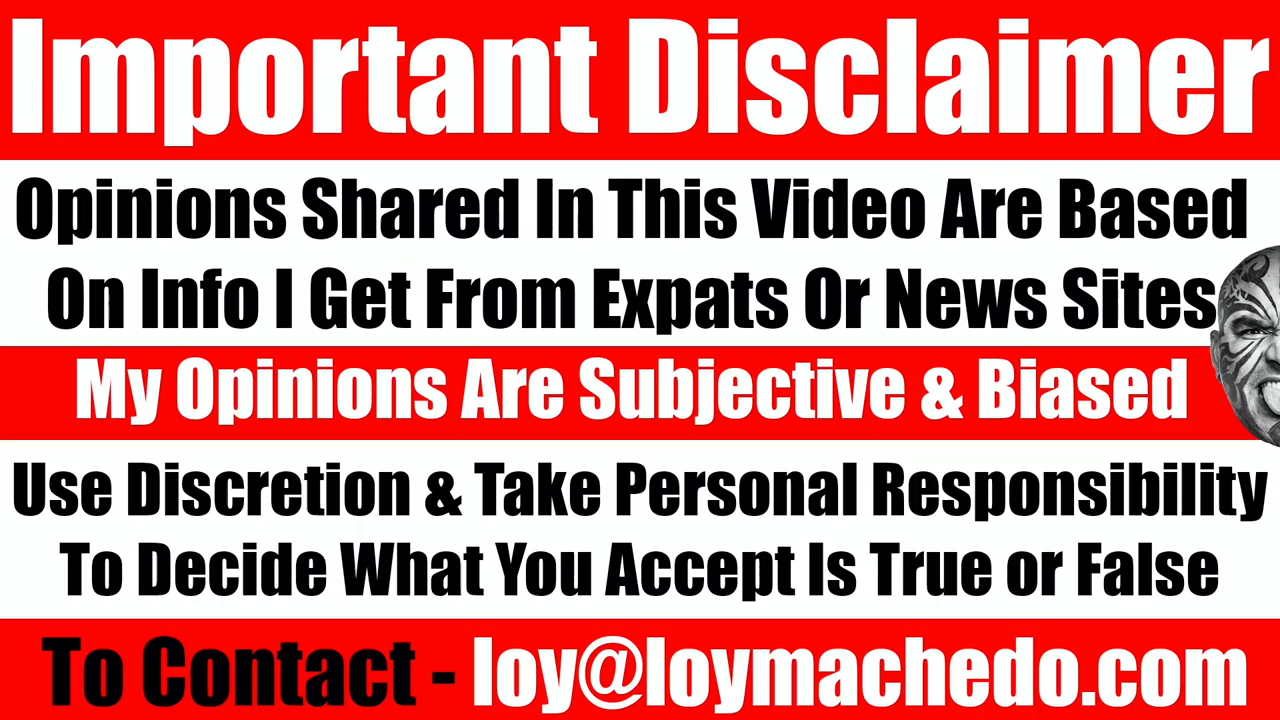 Important Disclaimer
Opinions Shared In This Video Are Based
On Info I Get From Expats Or News Sites
My Opinions Are Subjective & Biased
Use Discretion & Take Personal Responsibility
To Decide What You Accept Is True or False
To Contact - loy@loymachedo.com